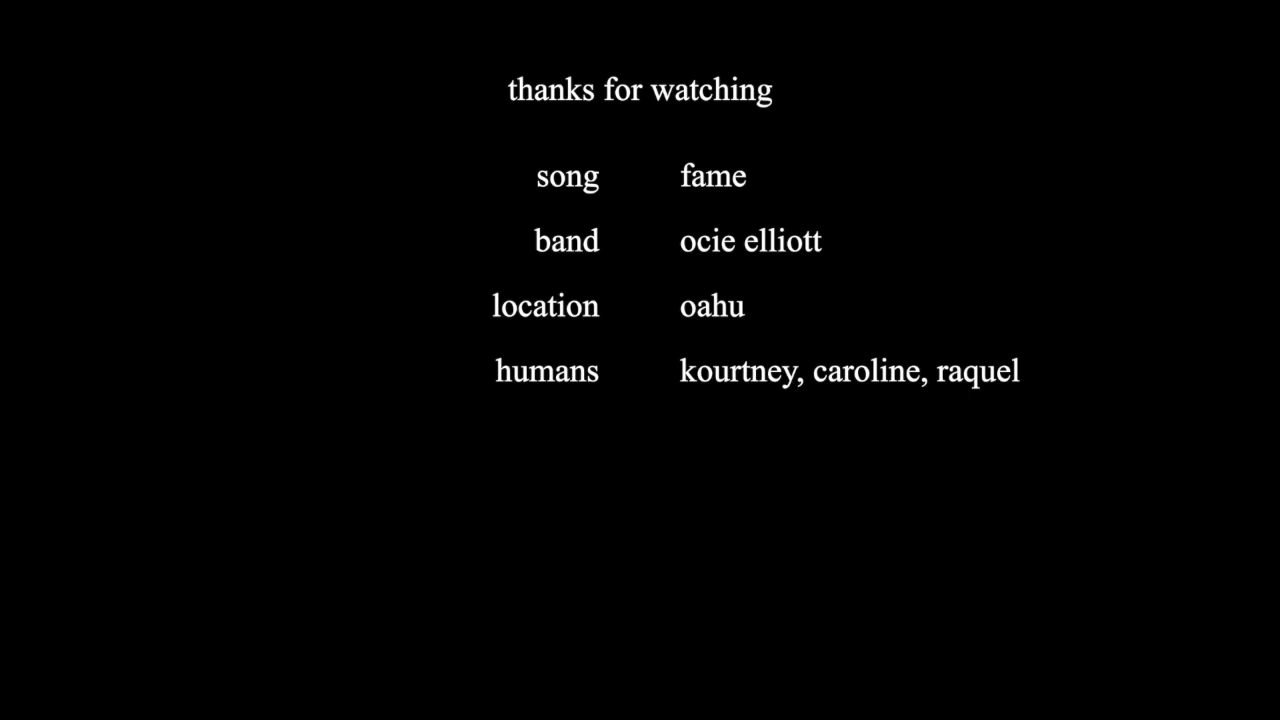 thanks for watching
song fame
band ocie elliott
location oahu
humans kourtney, caroline, raquel